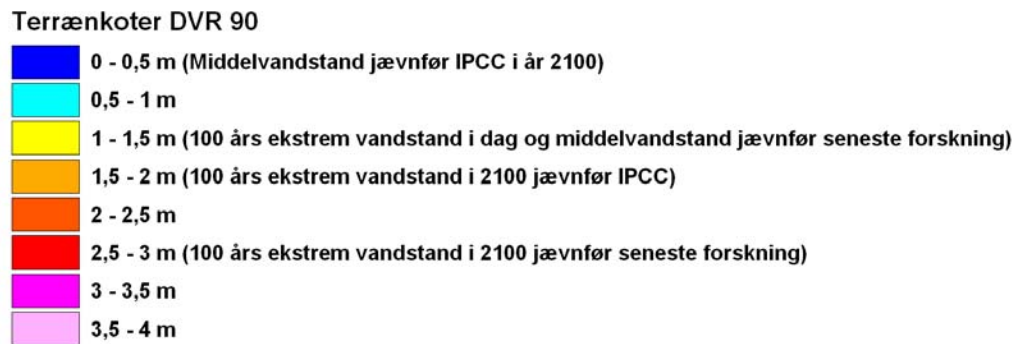 Terrænkoter DVR 90
0 - 0,5 m (Middelvandstand jævnfør IPCC i år 2100)
0,5 - 1 m
1 - 1,5 m (100 års ekstrem vandstand i dag og middelvandstand jævnfør seneste forskning)
1,5 - 2 m (100 års ekstrem vandstand i 2100 jævnfør IPCC)
2 - 2,5 m
2,5 - 3 m (100 års ekstrem vandstand i 2100 jævnfør seneste forskning)
3 - 3,5 m
3,5 - 4 m